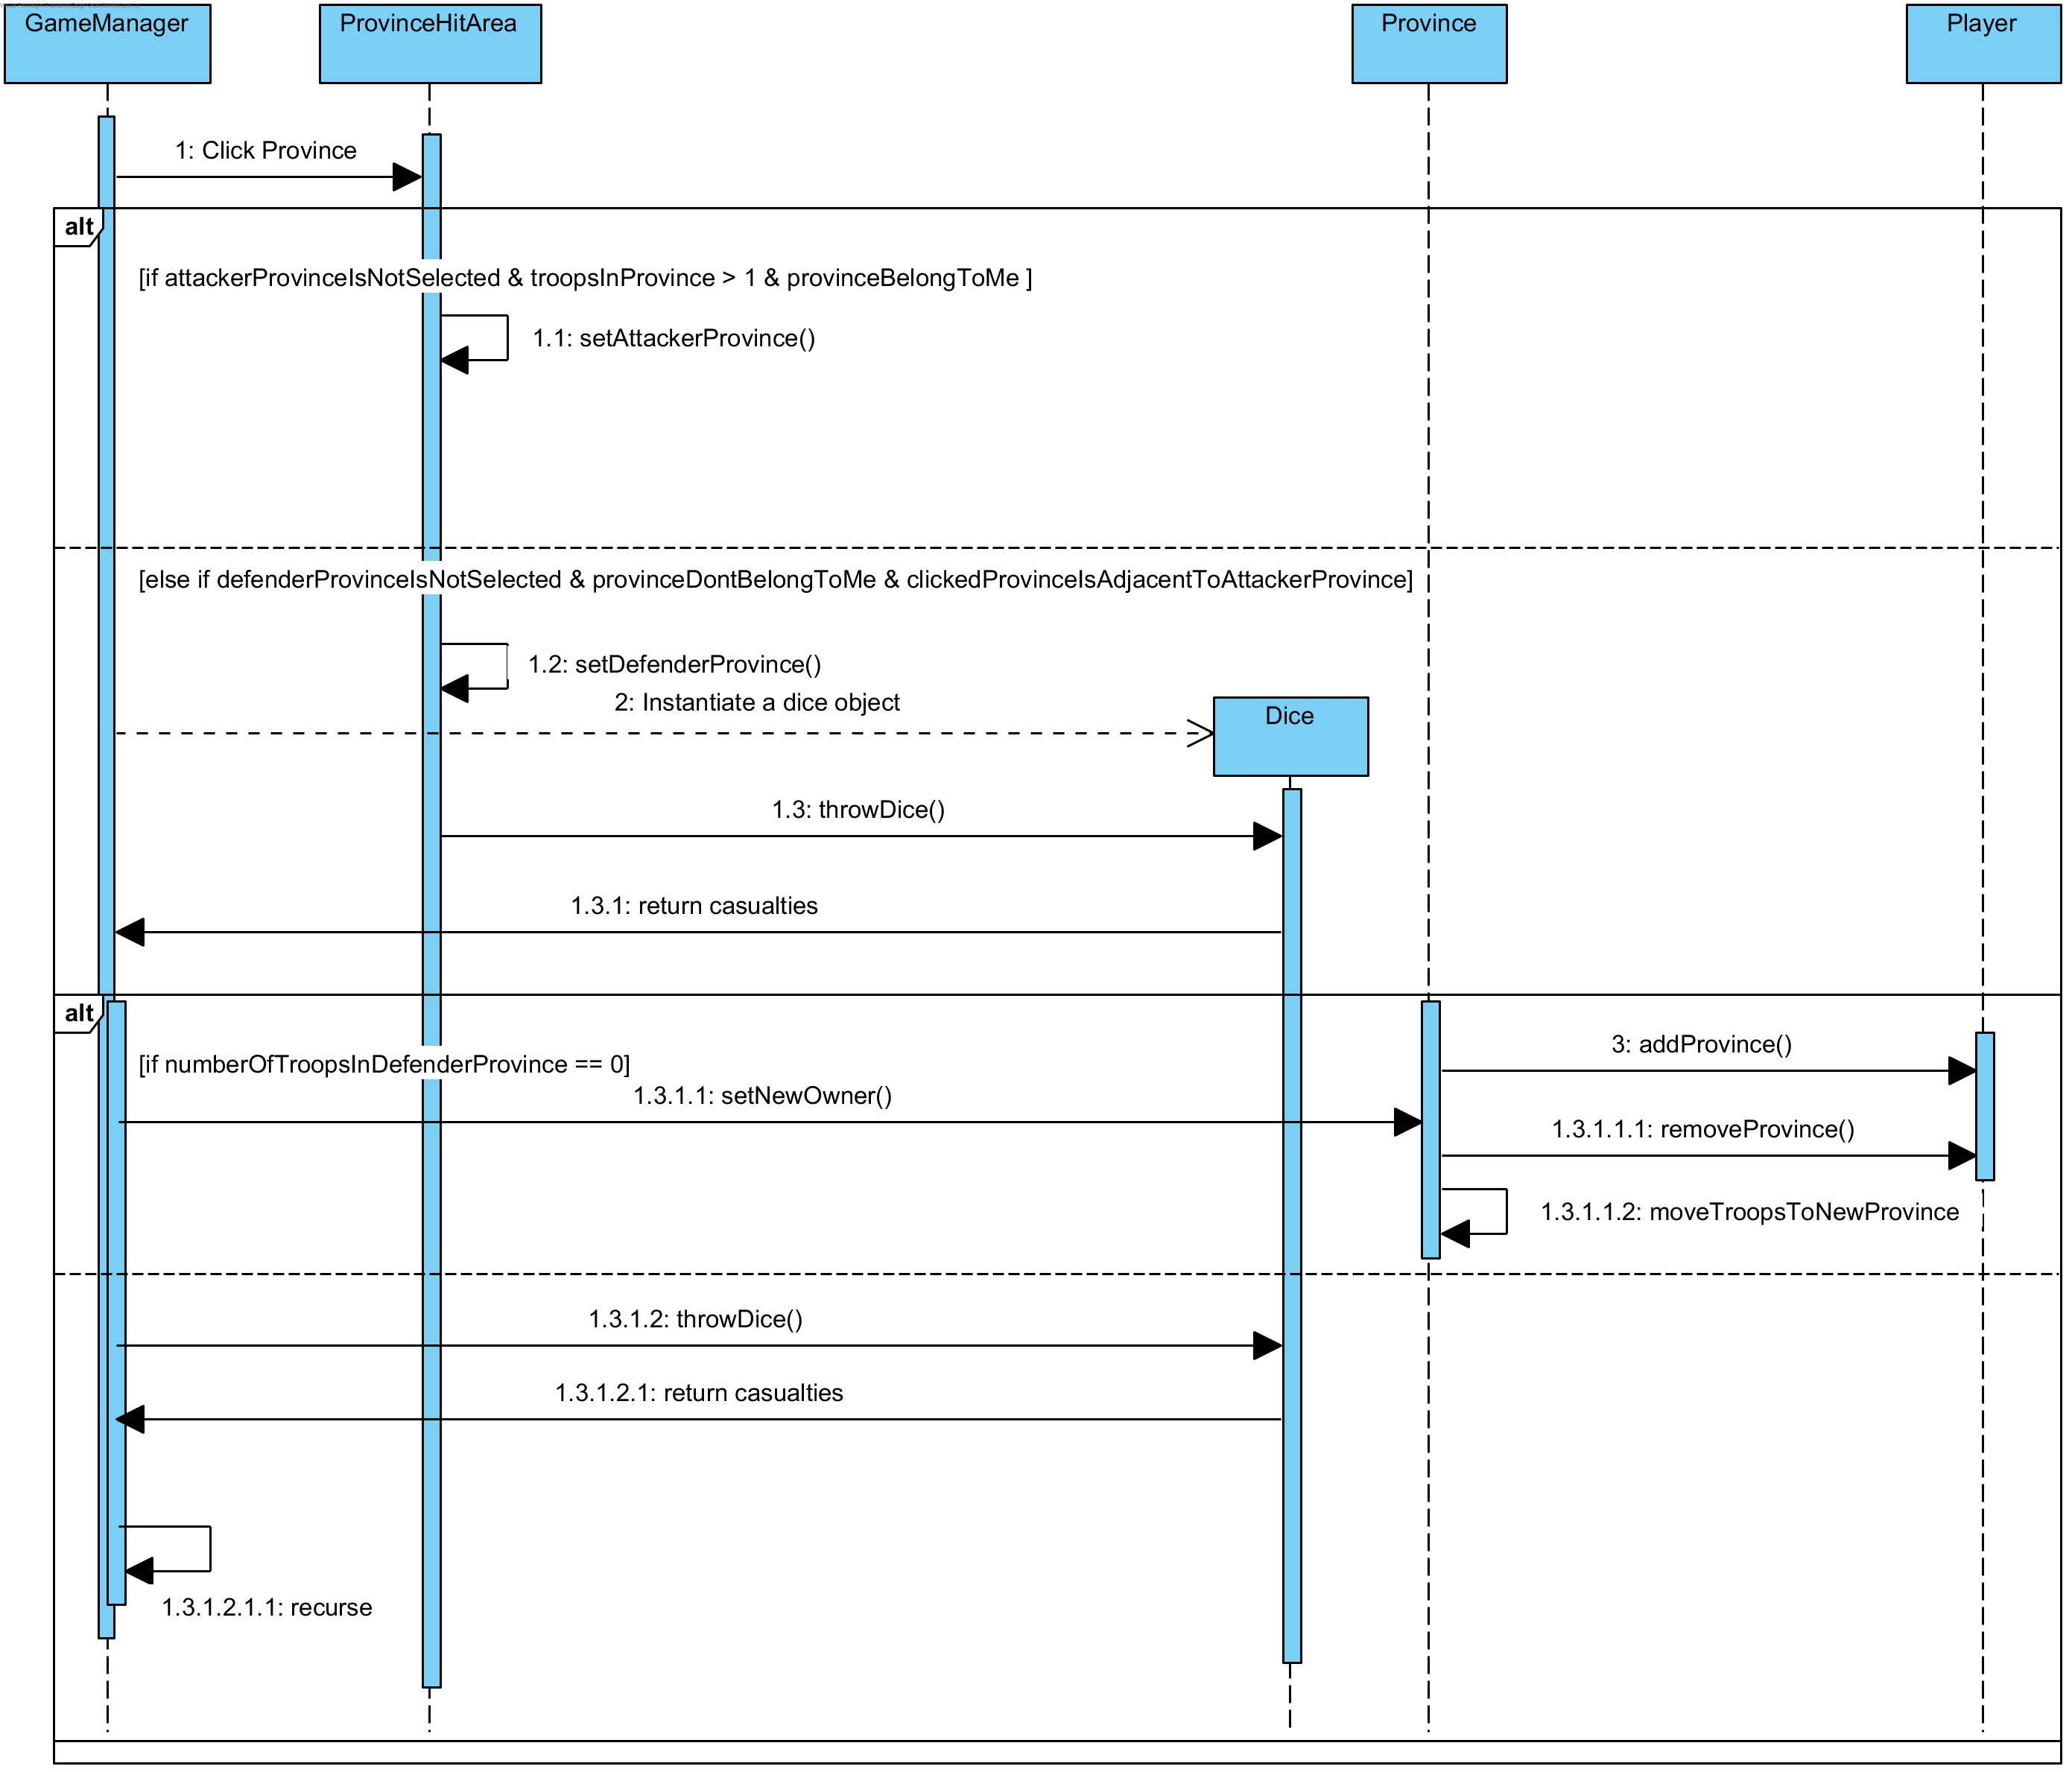 GameManager
ProvinceHitArea
Province
Player
1: Click Province
alt
[if attackerProvinceIsNotSelected & troopsInProvince > 1 & provinceBelongToMe ]
1.1: setAttackerProvince()
[else if defenderProvinceIsNotSelected & provinceDontBelongToMe & clickedProvinceIsAdjacentToAttackerProvince]
1.2: setDefenderProvince()
2: Instantiate a dice object
Dice
1.3: throwDice()
1.3.1: return casualties
alt
3: addProvince()
[if numberOfTroopsInDefenderProvince == 0]
1.3.1.1: setNewOwner()
1.3.1.1.1: removeProvince()
1.3.1.1.2: moveTroopsToNewProvince
1.3.1.2: throwDice()
1.3.1.2.1: return casualties
1.3.1.2.1.1: recurse